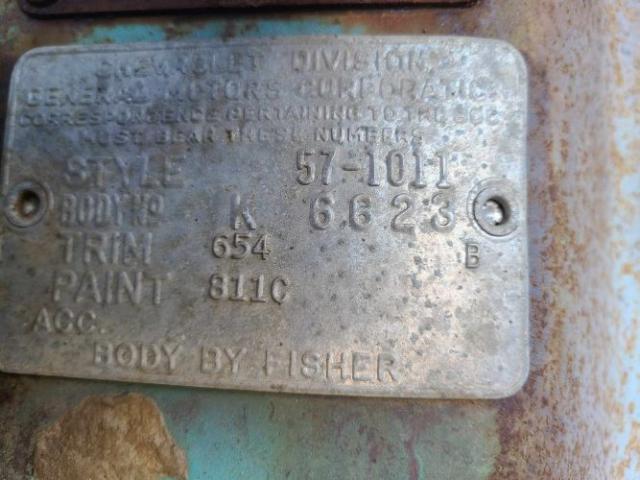 CHEVROLET DIVISION
GENERAL MOTORS CORPORATION
CORRESPONDENCE PERTAINING TO THE BODY
MUST BEAR THESE NUMBERS
STYLE 57-1011
BODY NO K 6623
TRIM 654 B
PAINT 811C
ACC.
BODY BY FISHER